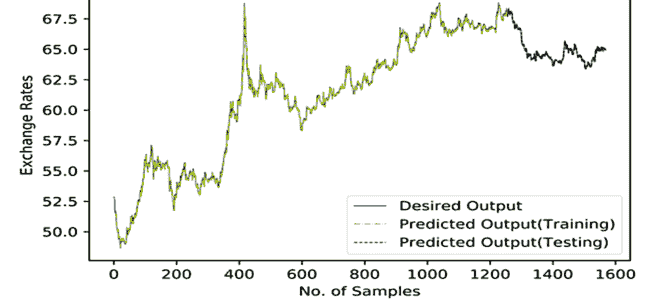 67.5
65.0
62.5
60.0
57.5
55.0
52.5
50.0
Exchange Rates
Desired Output
Predicted Output(Training)
Predicted Output(Testing)
0 200 400 600 800 1000 1200 1400 1600
No. of Samples